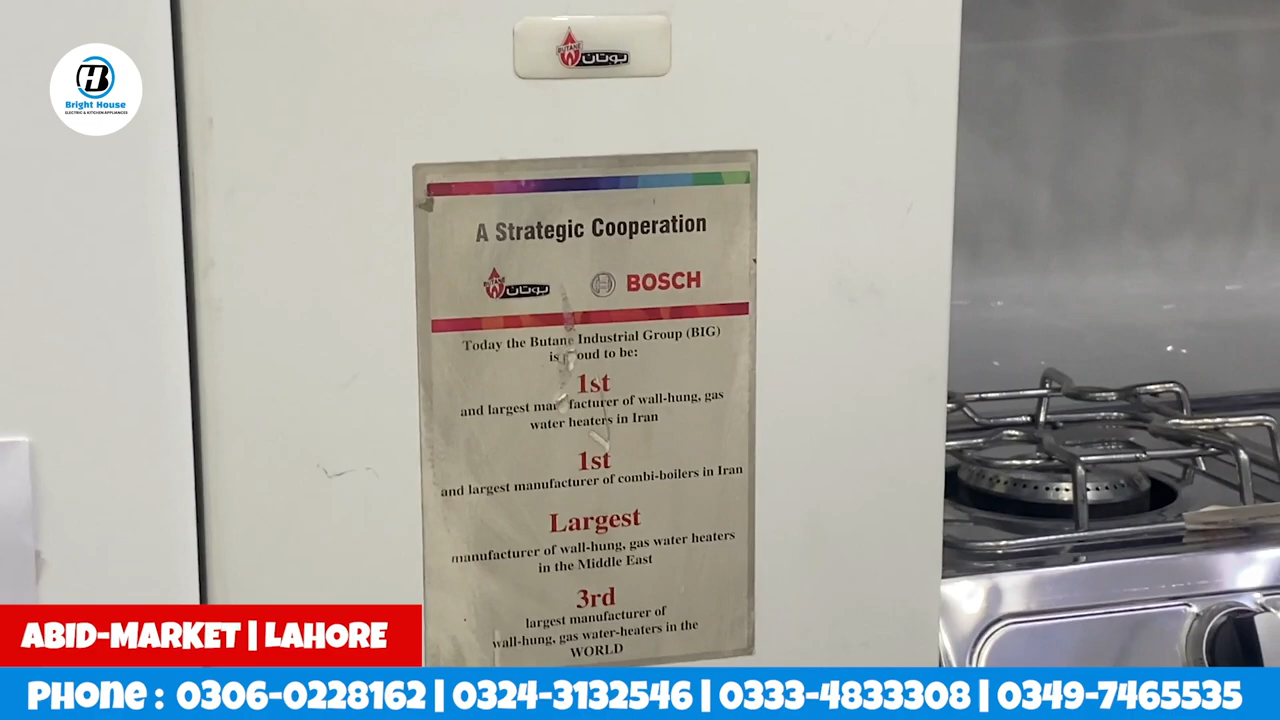 BUTANE
بوتان
HB
Bright House
ELECTRIC & KITCHEN APPLIANCES
A Strategic Cooperation
BUTANE
بوتان
BOSCH
Today the Butane Industrial Group (BIG)
is proud to be:
1st
and largest manufacturer of wall-hung, gas
water heaters in Iran
1st
and largest manufacturer of combi-boilers in Iran
Largest
manufacturer of wall-hung, gas water heaters
in the Middle East
3rd
largest manufacturer of
wall-hung, gas water-heaters in the
WORLD
ABID-MARKET | LAHORE
Phone : 0306-0228162 | 0324-3132546 | 0333-4833308 | 0349-7465535